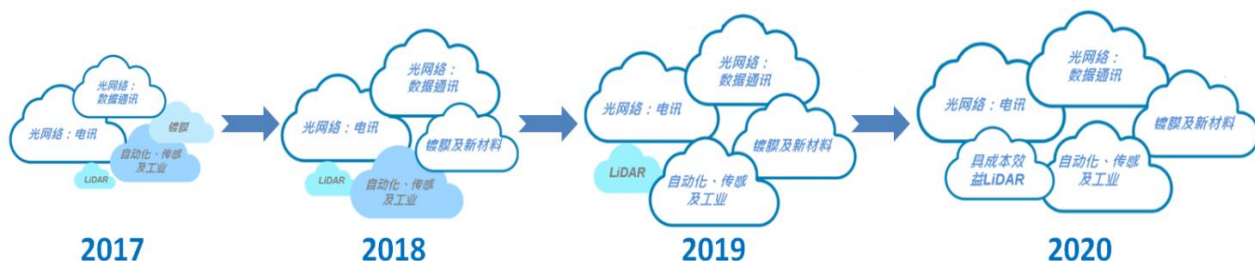 光网络：
数据通讯
光网络：电讯
镀膜
自动化、传感
及工业
LiDAR
2017
光网络：
数据通讯
光网络：电讯
镀膜及新材料
LiDAR
自动化、传感
及工业
2018
光网络：
数据通讯
光网络：电讯
镀膜及新材料
LiDAR
自动化、传感
及工业
2019
光网络：
数据通讯
光网络：电讯
镀膜及新材料
具成本效
益LiDAR
自动化、传感
及工业
2020